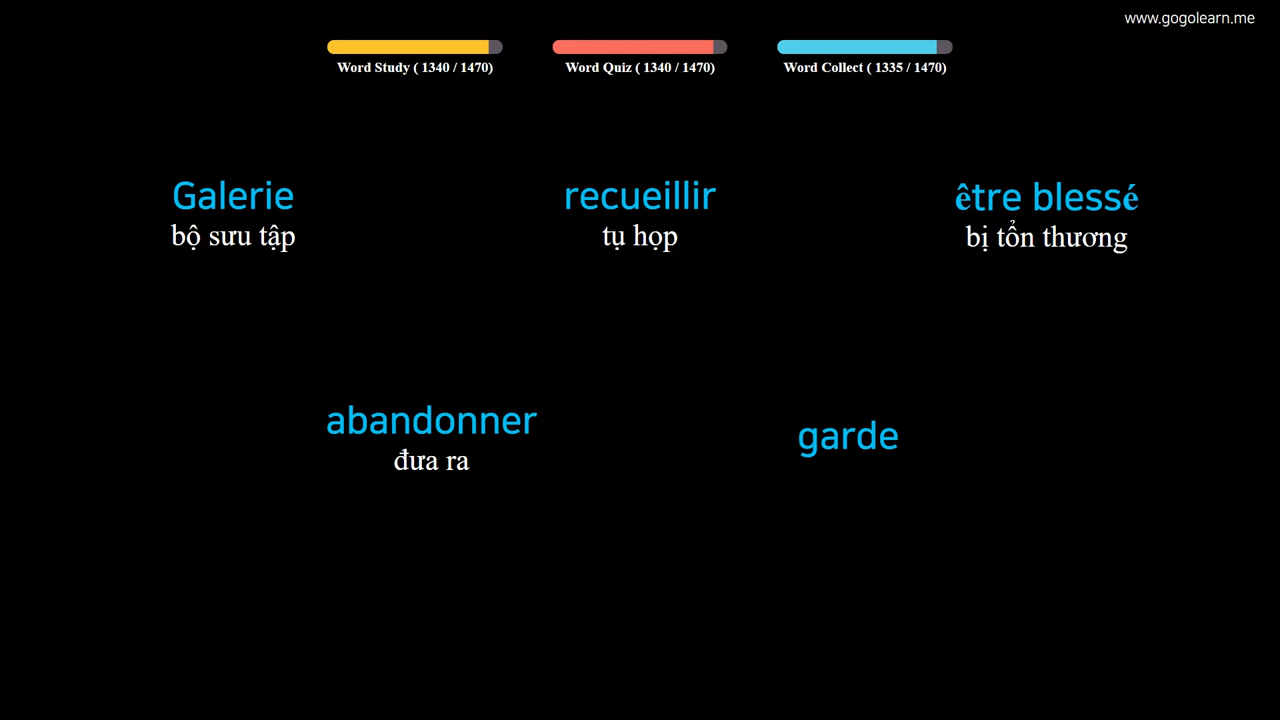 www.gogolearn.me
Word Study ( 1340 / 1470)
Word Quiz ( 1340 / 1470)
Word Collect ( 1335 / 1470)
Galerie
bộ sưu tập
recueillir
tụ họp
être blessé
bị tổn thương
abandonner
đưa ra
garde